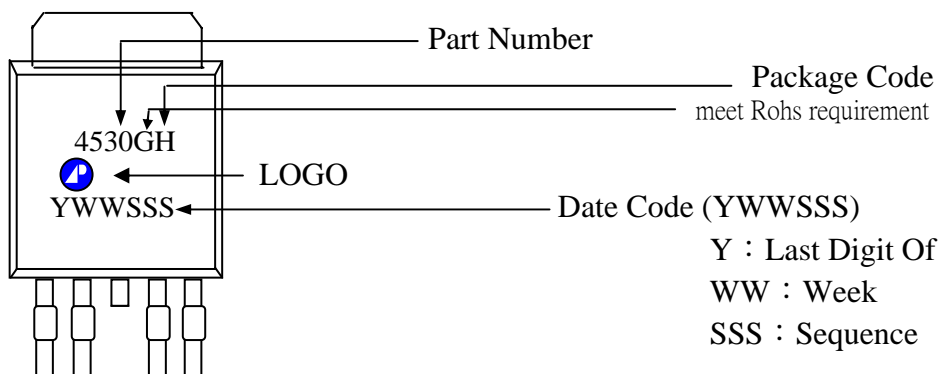 Part Number
Package Code
meet Rohs requirement
4530GH
LOGO
YWWSSS
Date Code (YWWSSS)
Y：Last Digit Of
WW：Week
SSS：Sequence